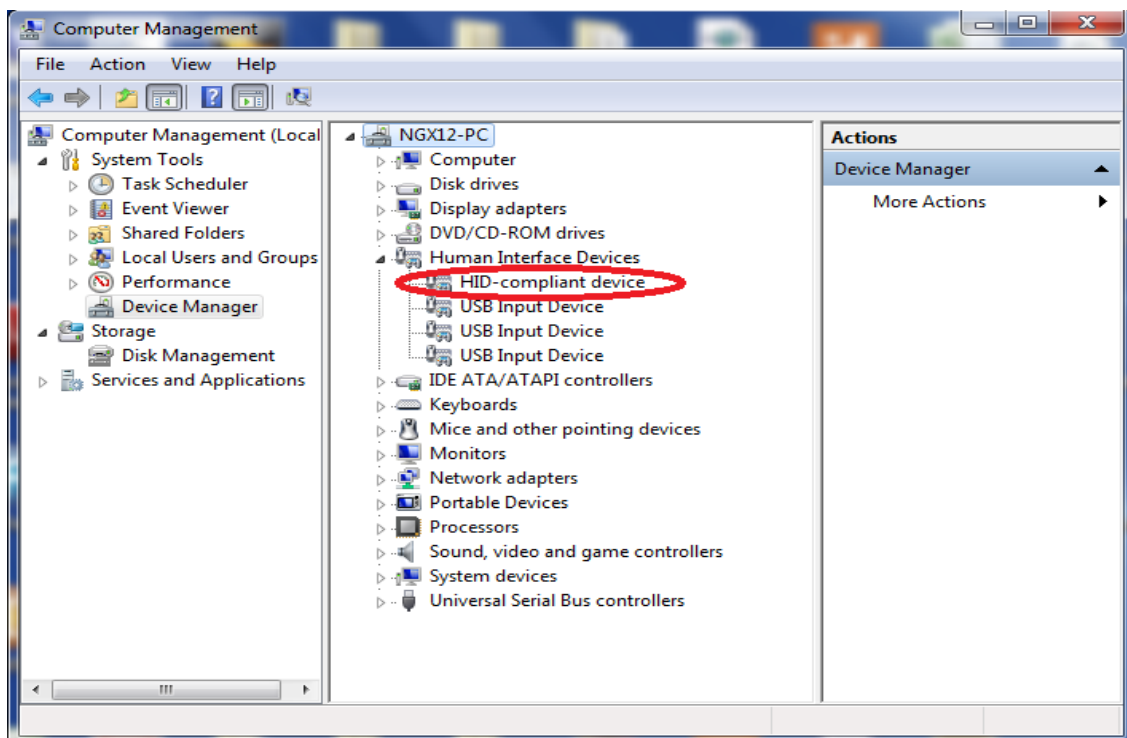 Computer Management
File Action View Help
Computer Management (Local
System Tools
Task Scheduler
Event Viewer
Shared Folders
Local Users and Groups
Performance
Device Manager
Storage
Disk Management
Services and Applications
NGX12-PC
Computer
Disk drives
Display adapters
DVD/CD-ROM drives
Human Interface Devices
HID-compliant device
USB Input Device
USB Input Device
USB Input Device
IDE ATA/ATAPI controllers
Keyboards
Mice and other pointing devices
Monitors
Network adapters
Portable Devices
Processors
Sound, video and game controllers
System devices
Universal Serial Bus controllers
Actions
Device Manager
More Actions